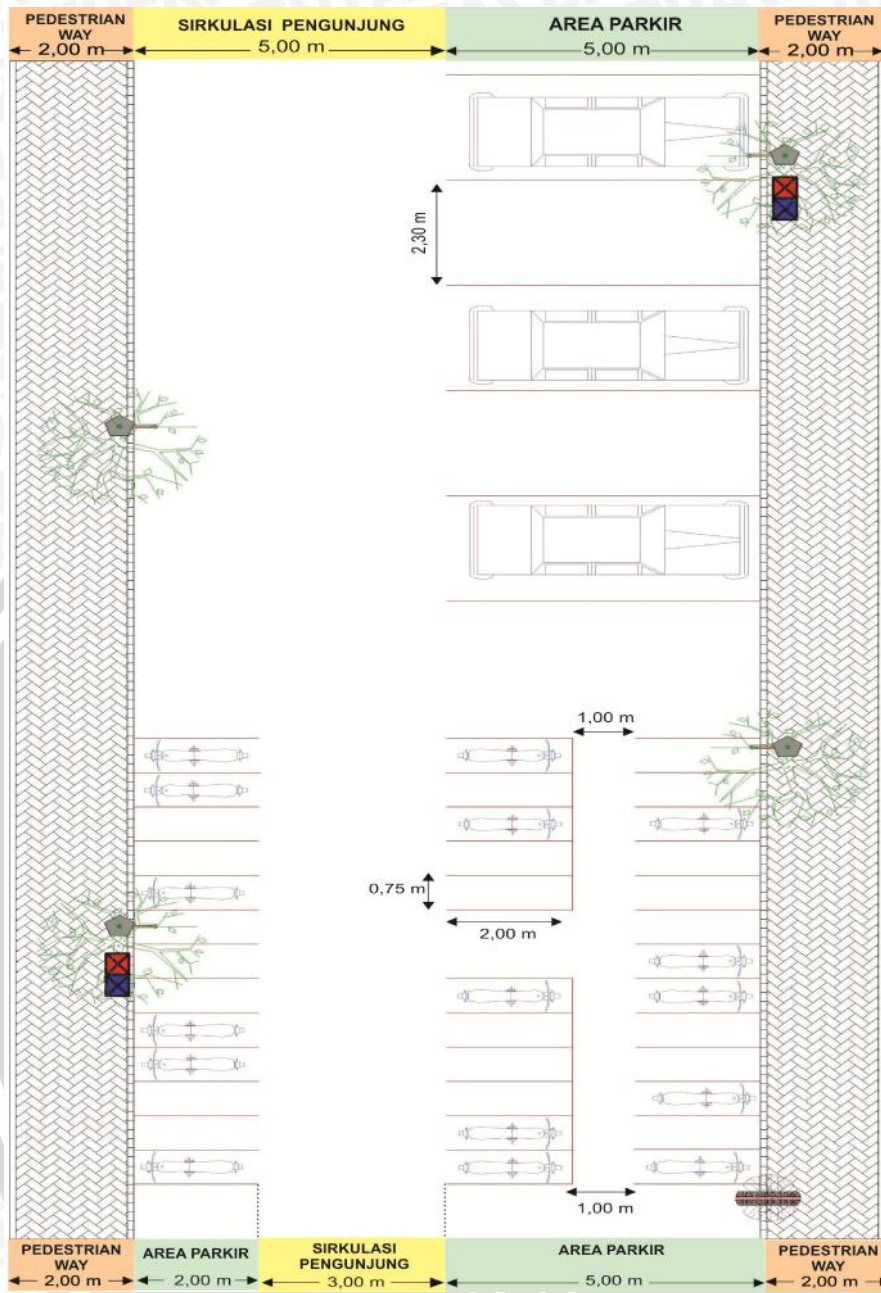 PEDESTRIAN
WAY
2,00 m
SIRKULASI PENGUNJUNG
5,00 m
AREA PARKIR
5,00 m
PEDESTRIAN
WAY
2,00 m
2,30 m
1,00 m
0,75 m
2,00 m
1,00 m
PEDESTRIAN
WAY
2,00 m
AREA PARKIR
2,00 m
SIRKULASI
PENGUNJUNG
3,00 m
AREA PARKIR
5,00 m
PEDESTRIAN
WAY
2,00 m